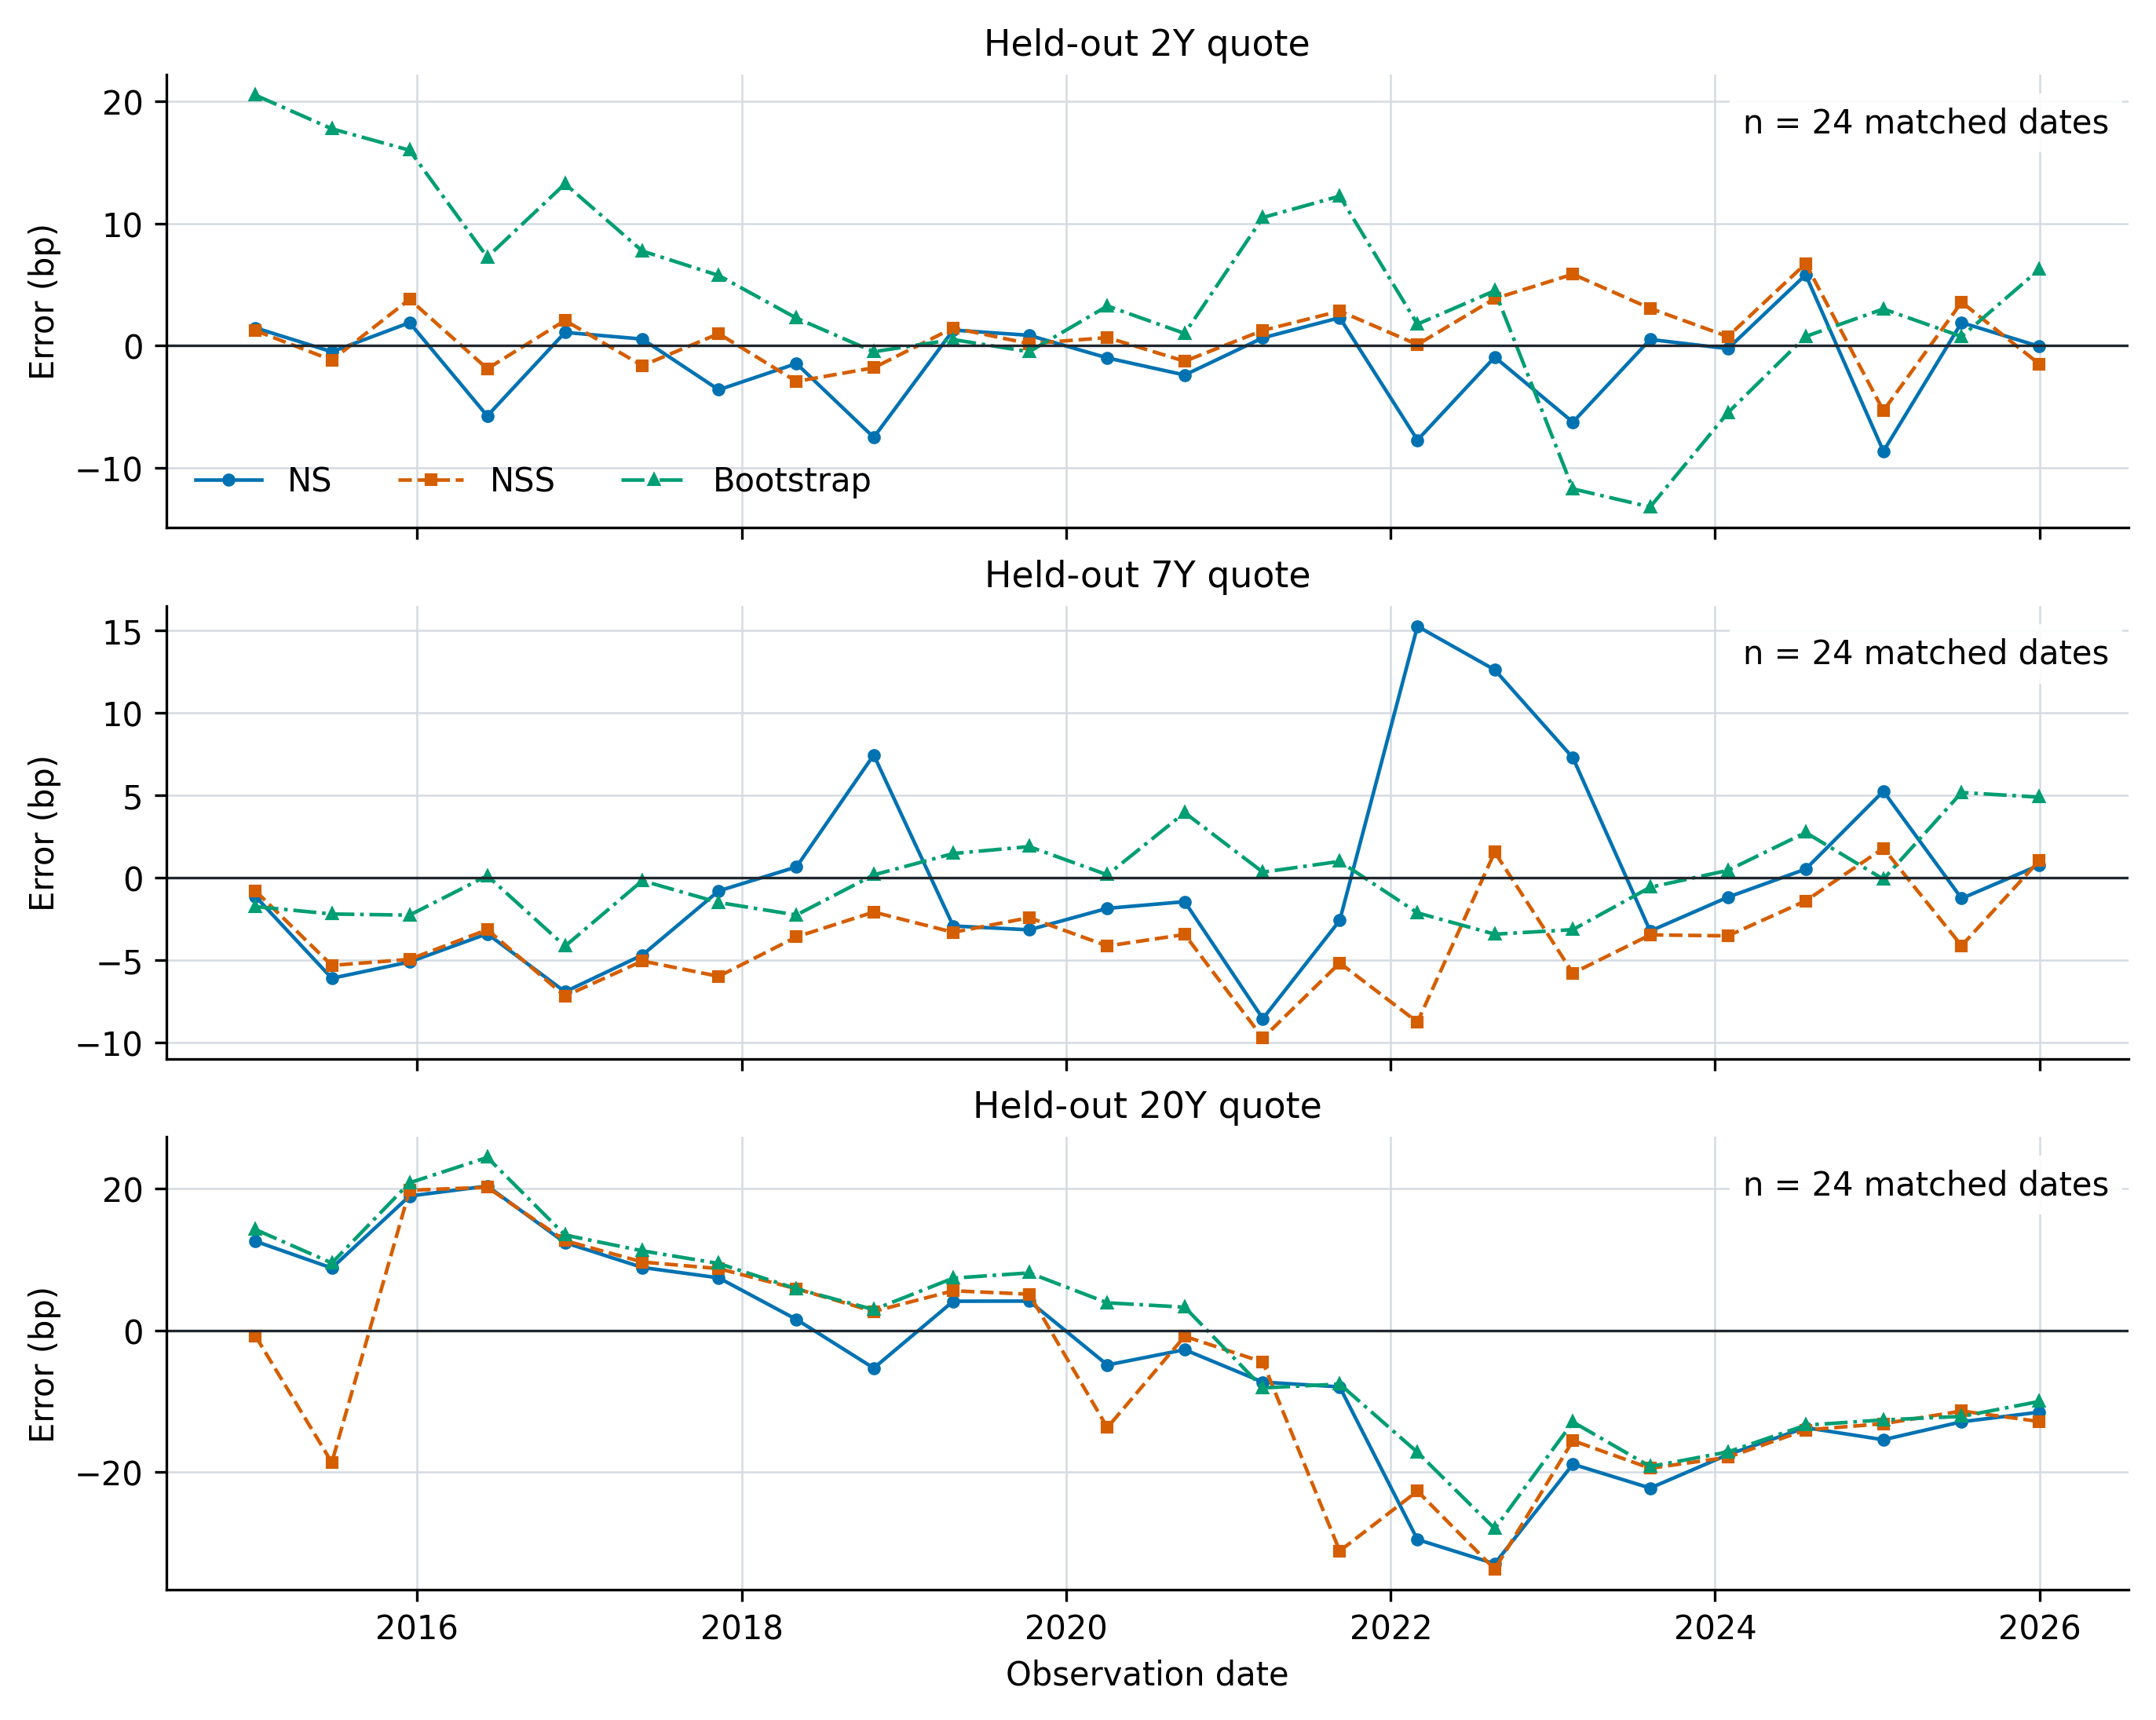 Held-out 2Y quote
20
10
0
−10
Error (bp)
n = 24 matched dates
NS
NSS
Bootstrap
Held-out 7Y quote
15
10
5
0
−5
−10
Error (bp)
n = 24 matched dates
Held-out 20Y quote
20
0
−20
Error (bp)
n = 24 matched dates
2016 2018 2020 2022 2024 2026
Observation date